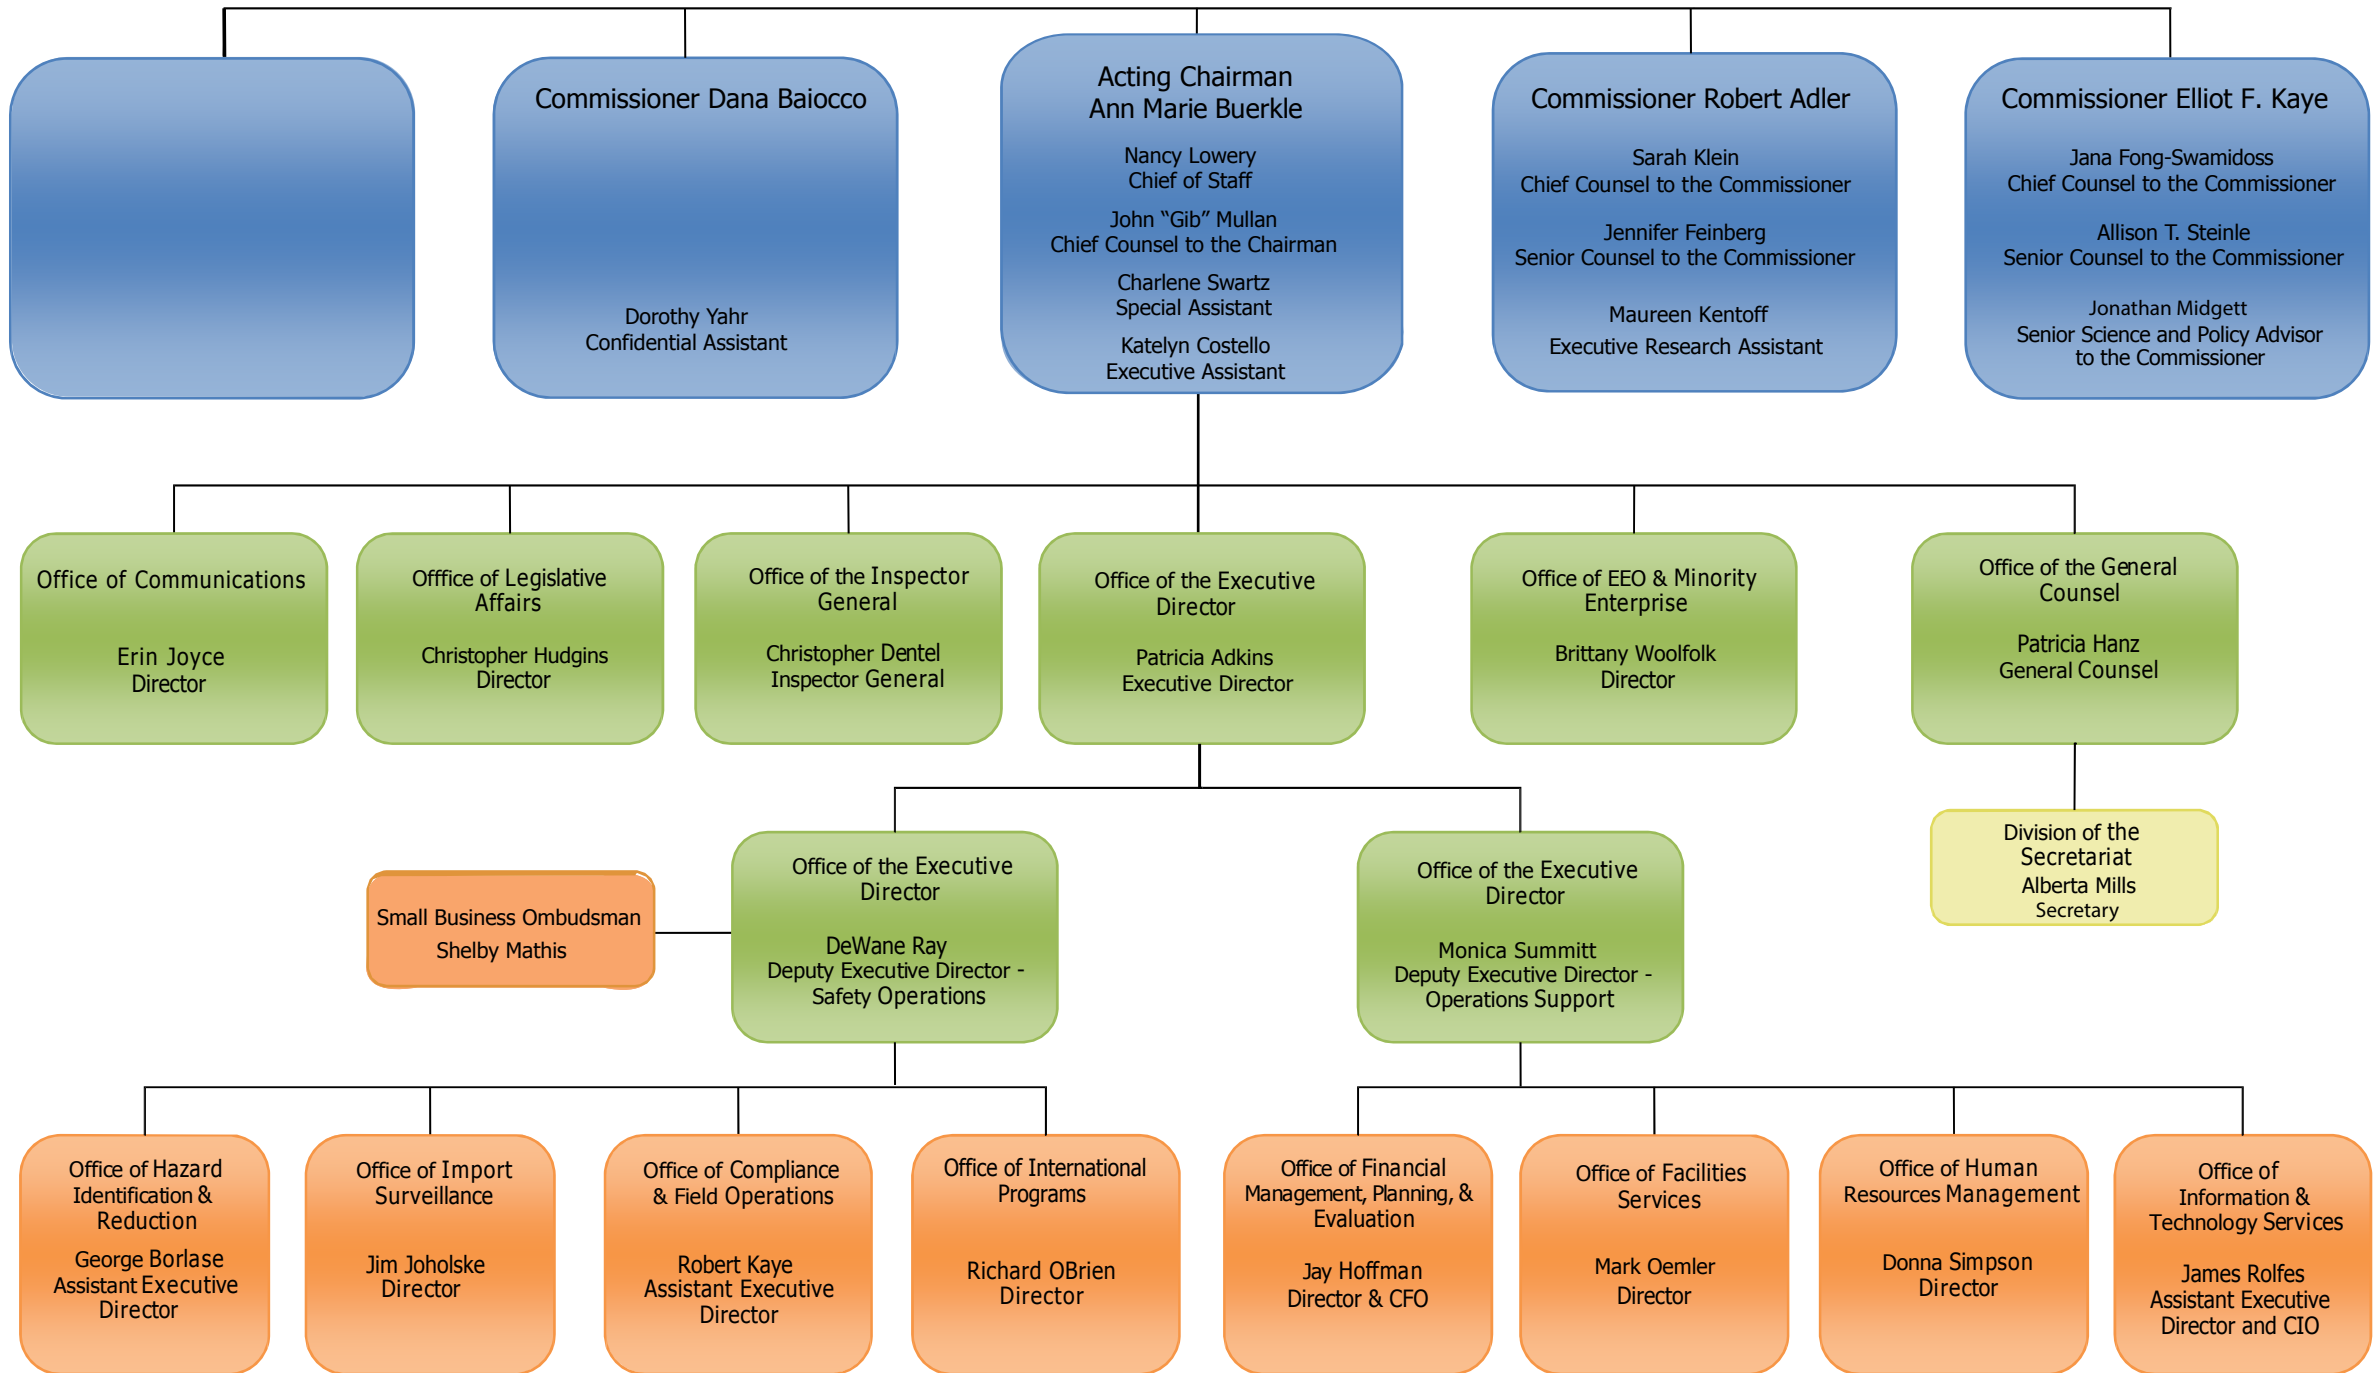 Commissioner Dana Baiocco
Dorothy Yahr
Confidential Assistant
Acting Chairman
Ann Marie Buerkle
Nancy Lowery
Chief of Staff
John “Gib” Mullan
Chief Counsel to the Chairman
Charlene Swartz
Special Assistant
Katelyn Costello
Executive Assistant
Commissioner Robert Adler
Sarah Klein
Chief Counsel to the Commissioner
Jennifer Feinberg
Senior Counsel to the Commissioner
Maureen Kentoff
Executive Research Assistant
Commissioner Elliot F. Kaye
Jana Fong-Swamidoss
Chief Counsel to the Commissioner
Allison T. Steinle
Senior Counsel to the Commissioner
Jonathan Midgett
Senior Science and Policy Advisor
to the Commissioner
Office of Communications
Erin Joyce
Director
Offfice of Legislative
Affairs
Christopher Hudgins
Director
Office of the Inspector
General
Christopher Dentel
Inspector General
Office of the Executive
Director
Patricia Adkins
Executive Director
Office of EEO & Minority
Enterprise
Brittany Woolfolk
Director
Office of the General
Counsel
Patricia Hanz
General Counsel
Division of the
Secretariat
Alberta Mills
Secretary
Small Business Ombudsman
Shelby Mathis
Office of the Executive
Director
DeWane Ray
Deputy Executive Director -
Safety Operations
Office of the Executive
Director
Monica Summitt
Deputy Executive Director -
Operations Support
Office of Hazard
Identification &
Reduction
George Borlase
Assistant Executive
Director
Office of Import
Surveillance
Jim Joholske
Director
Office of Compliance
& Field Operations
Robert Kaye
Assistant Executive
Director
Office of International
Programs
Richard OBrien
Director
Office of Financial
Management, Planning, &
Evaluation
Jay Hoffman
Director & CFO
Office of Facilities
Services
Mark Oemler
Director
Office of Human
Resources Management
Donna Simpson
Director
Office of
Information &
Technology Services
James Rolfes
Assistant Executive
Director and CIO